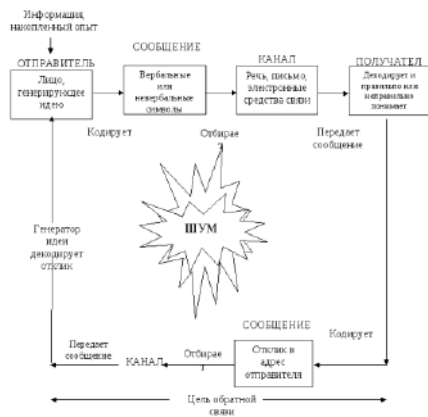 Информация,
накопленный опыт
ОТПРАВИТЕЛЬ
Лицо,
генерирующее
идею
СООБЩЕНИЕ
Вербальные
или
невербальные
символы
КАНАЛ
Речь, письмо,
электронные
средства связи
ПОЛУЧАТЕЛ
Декодирует и
правильно или
неправильно
понимает
Кодирует
Отбирае
т
Передает
сообщение
ШУМ
Генератор
идеи
декодирует
отклик
СООБЩЕНИЕ
Кодирует
Отклик в
адрес
отправителя
Отбирае
т
КАНАЛ
Передает
сообщение
Цель обратной
связи